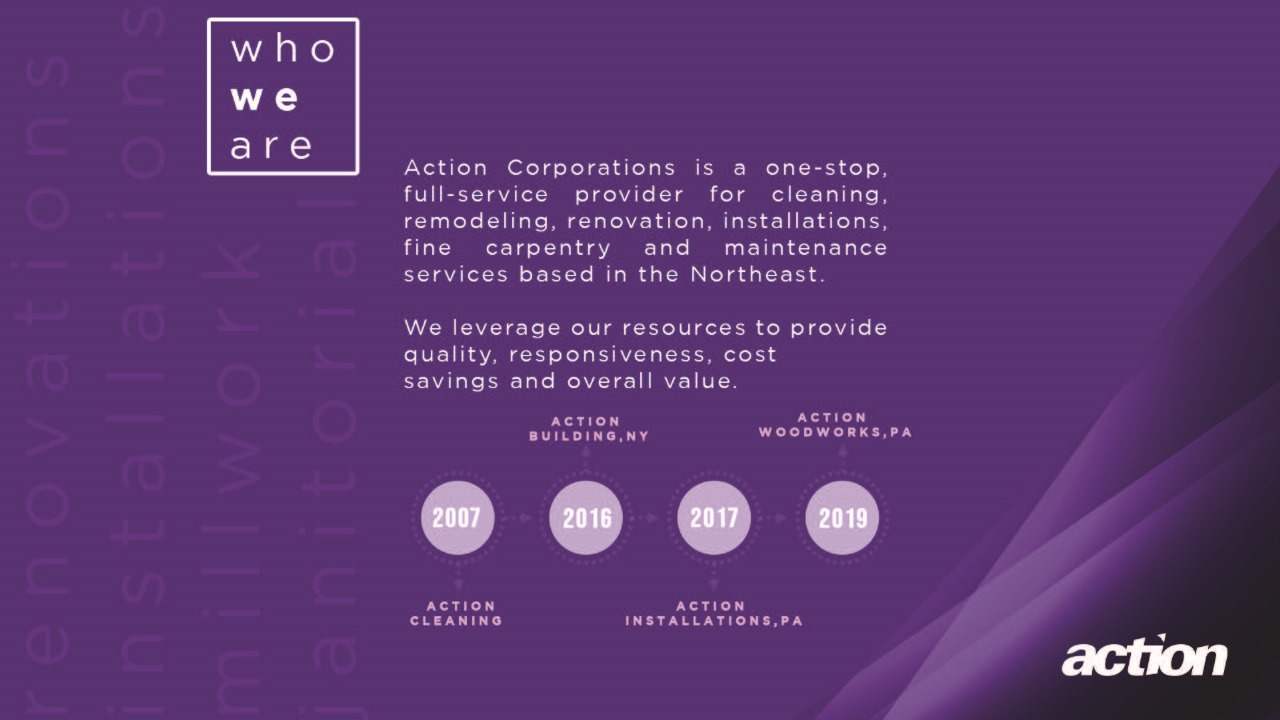 who
we
are
Action Corporations is a one-stop,
full-service provider for cleaning,
remodeling, renovation, installations,
fine carpentry and maintenance
services based in the Northeast.
We leverage our resources to provide
quality, responsiveness, cost
savings and overall value.
ACTION
BUILDING,NY
ACTION
WOODWORKS,PA
2007
2016
2017
2019
ACTION
CLEANING
ACTION
INSTALLATIONS,PA
renovations
installations
millwork
janitorial
action